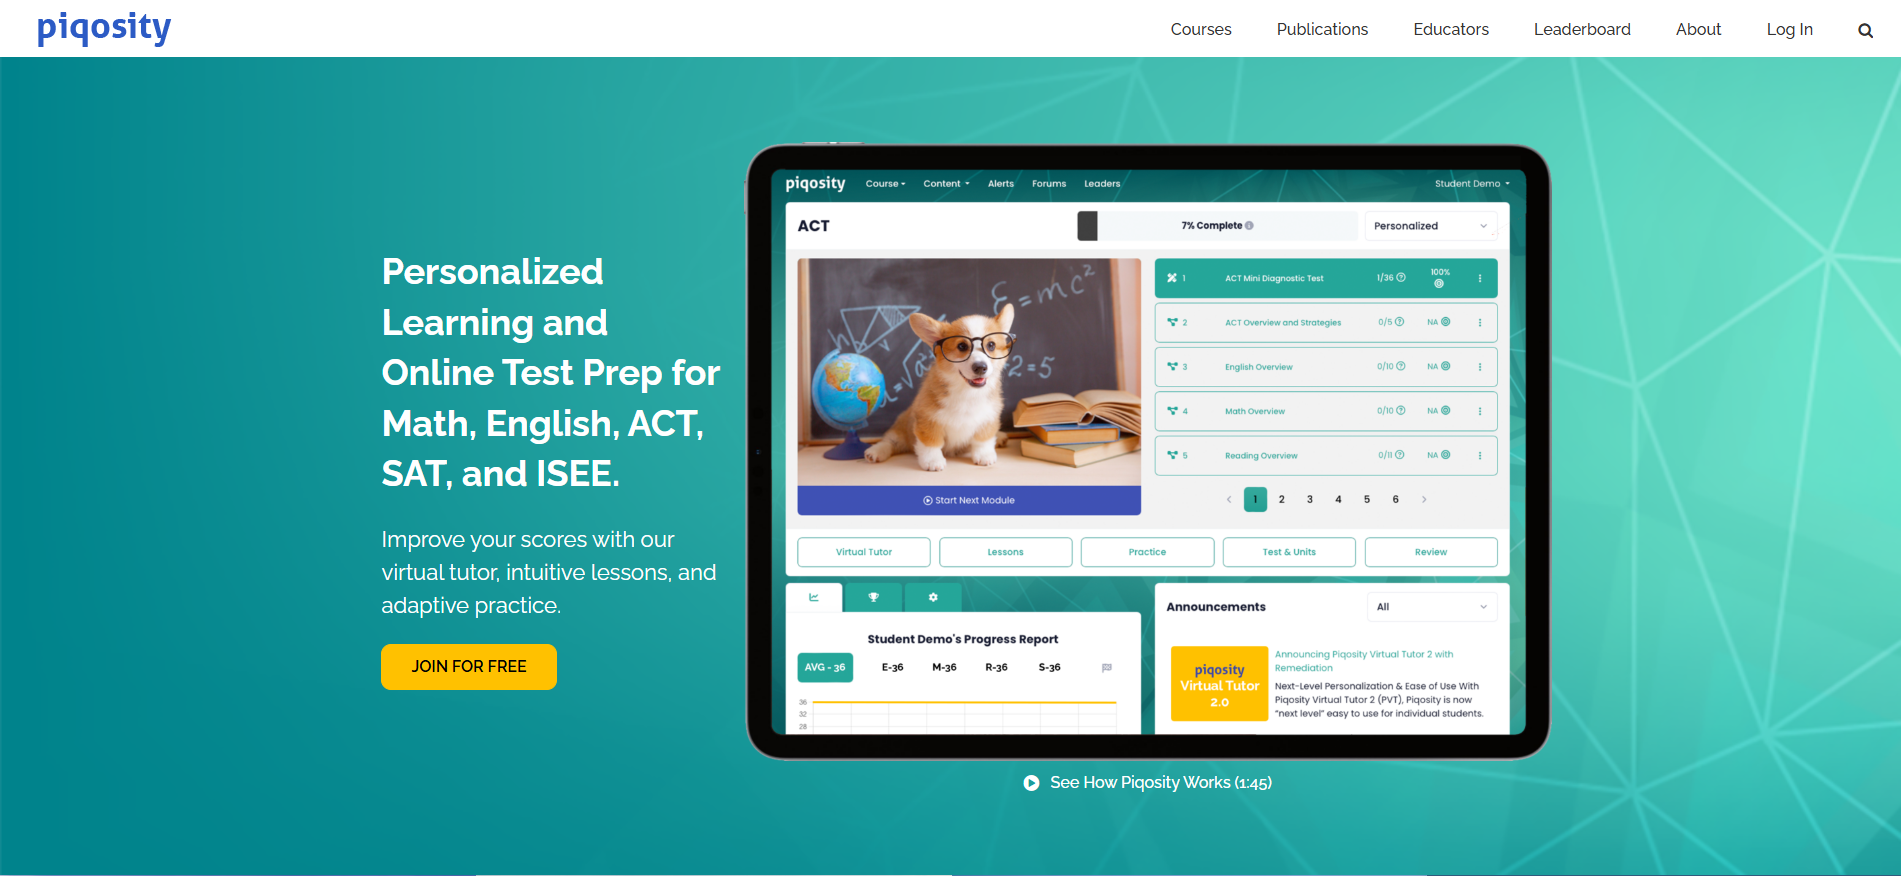 piqosity
Courses
Publications
Educators
Leaderboard
About
Log In
Personalized
Learning and
Online Test Prep for
Math, English, ACT,
SAT, and ISEE.
Improve your scores with our
virtual tutor, intuitive lessons, and
adaptive practice.
JOIN FOR FREE
piqosity
Course
Content
Alerts
Forums
Leaders
Student Demo
ACT
7% Complete
Personalized
Ɛ=mc²
2=5
Start Next Module
1 ACT Mini Diagnostic Test 1/36 100%
2 ACT Overview and Strategies 0/5 NA
3 English Overview 0/10 NA
4 Math Overview 0/10 NA
5 Reading Overview 0/11 NA
1 2 3 4 5 6
Virtual Tutor
Lessons
Practice
Test & Units
Review
Student Demo's Progress Report
AVG - 36 E-36 M-36 R-36 S-36
36
32
28
Announcements
All
piqosity
Virtual Tutor
2.0
Announcing Piqosity Virtual Tutor 2 with
Remediation
Next-Level Personalization & Ease of Use With
Piqosity Virtual Tutor 2 (PVT), Piqosity is now
"next level" easy to use for individual students.
See How Piqosity Works (1:45)